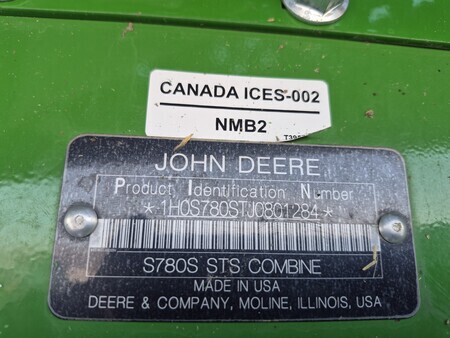 CANADA ICES-002
NMB2
JOHN DEERE
Product Identification Number
*1H0S780STJ0801284*
S780S STS COMBINE
MADE IN USA
DEERE & COMPANY, MOLINE, ILLINOIS, USA